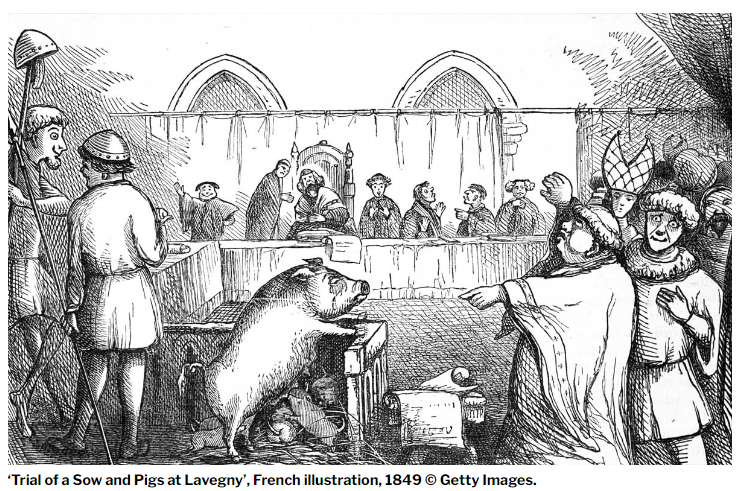 ‘Trial of a Sow and Pigs at Lavegny’, French illustration, 1849 © Getty Images.